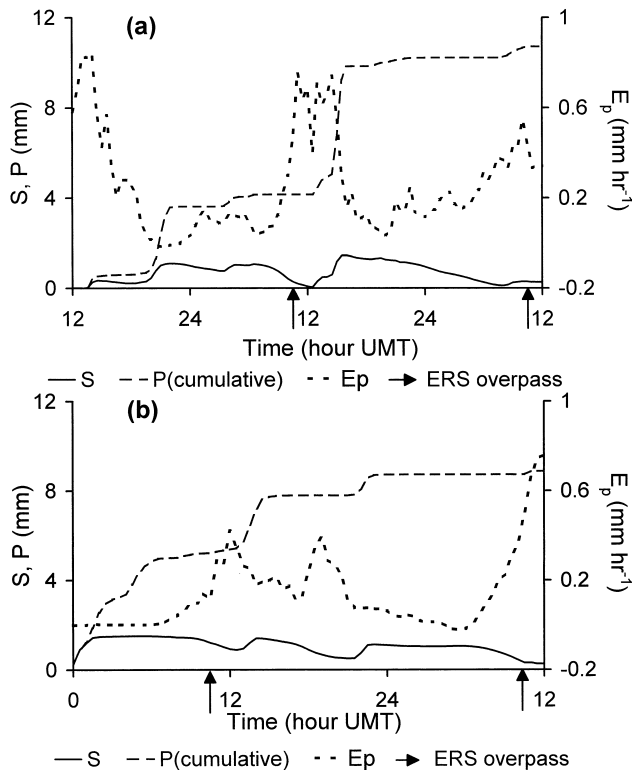 (a)
12
8
4
0
S, P (mm)
1
0.6
0.2
-0.2
Ep (mm hr-1)
12 24 12 24 12
Time (hour UMT)
S P(cumulative) Ep ERS overpass
(b)
12
8
4
0
S, P (mm)
1
0.6
0.2
-0.2
Ep (mm hr-1)
0 12 24 12
Time (hour UMT)
S P(cumulative) Ep ERS overpass